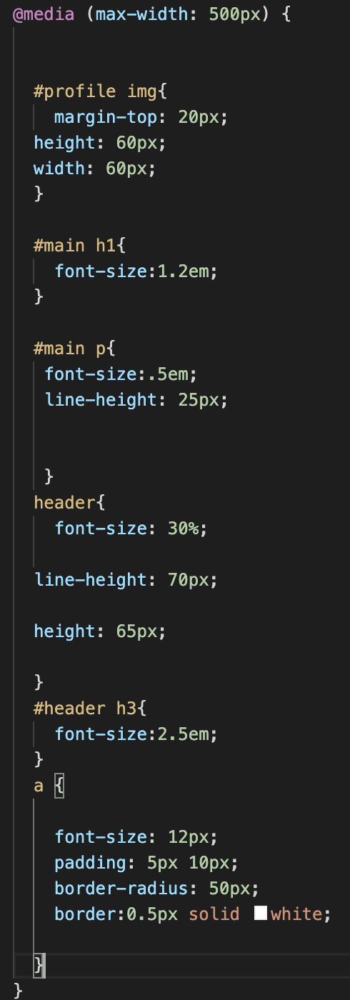 @media (max-width: 500px) {
#profile img{
margin-top: 20px;
height: 60px;
width: 60px;
}
#main h1{
font-size:1.2em;
}
#main p{
font-size:.5em;
line-height: 25px;
}
header{
font-size: 30%;
line-height: 70px;
height: 65px;
}
#header h3{
font-size:2.5em;
}
a {
font-size: 12px;
padding: 5px 10px;
border-radius: 50px;
border:0.5px solid white;
}
}